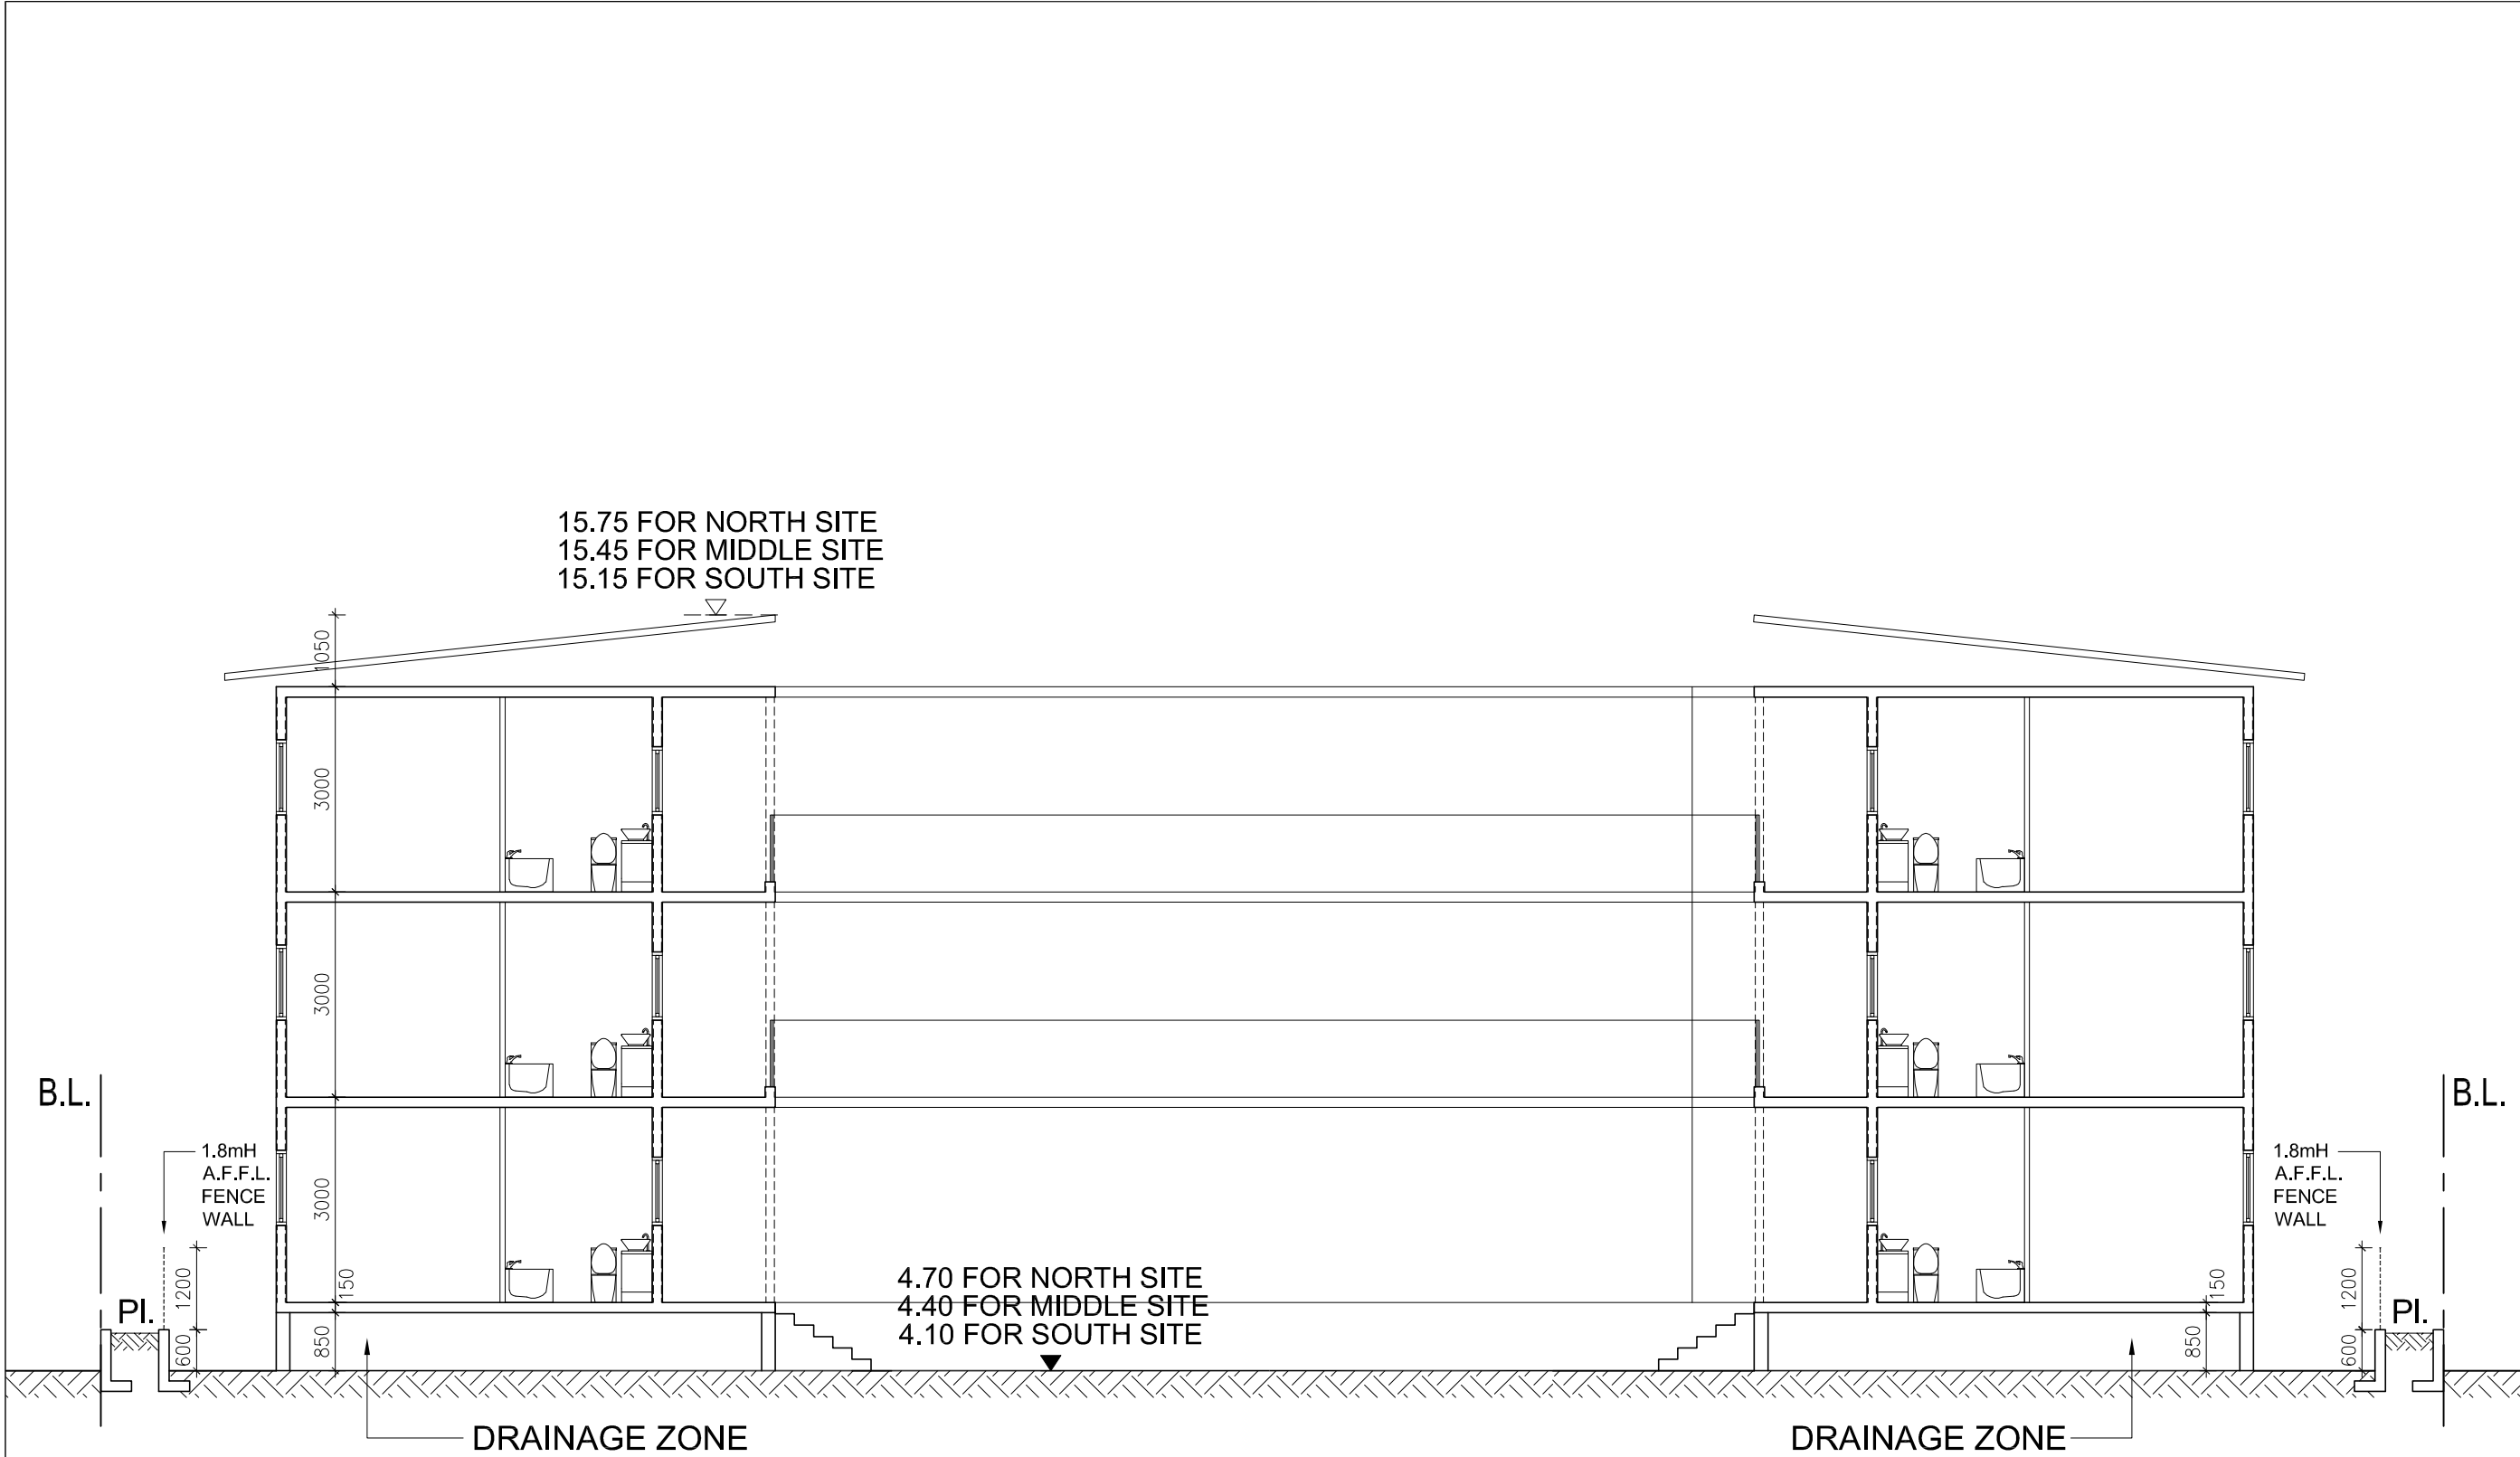 15.75 FOR NORTH SITE
15.45 FOR MIDDLE SITE
15.15 FOR SOUTH SITE
1050
3000
3000
3000
150
850
B.L.
1.8mH
A.F.F.L.
FENCE
WALL
1200
600
Pl.
4.70 FOR NORTH SITE
4.40 FOR MIDDLE SITE
4.10 FOR SOUTH SITE
B.L.
1.8mH
A.F.F.L.
FENCE
WALL
150
850
1200
600
Pl.
DRAINAGE ZONE
DRAINAGE ZONE